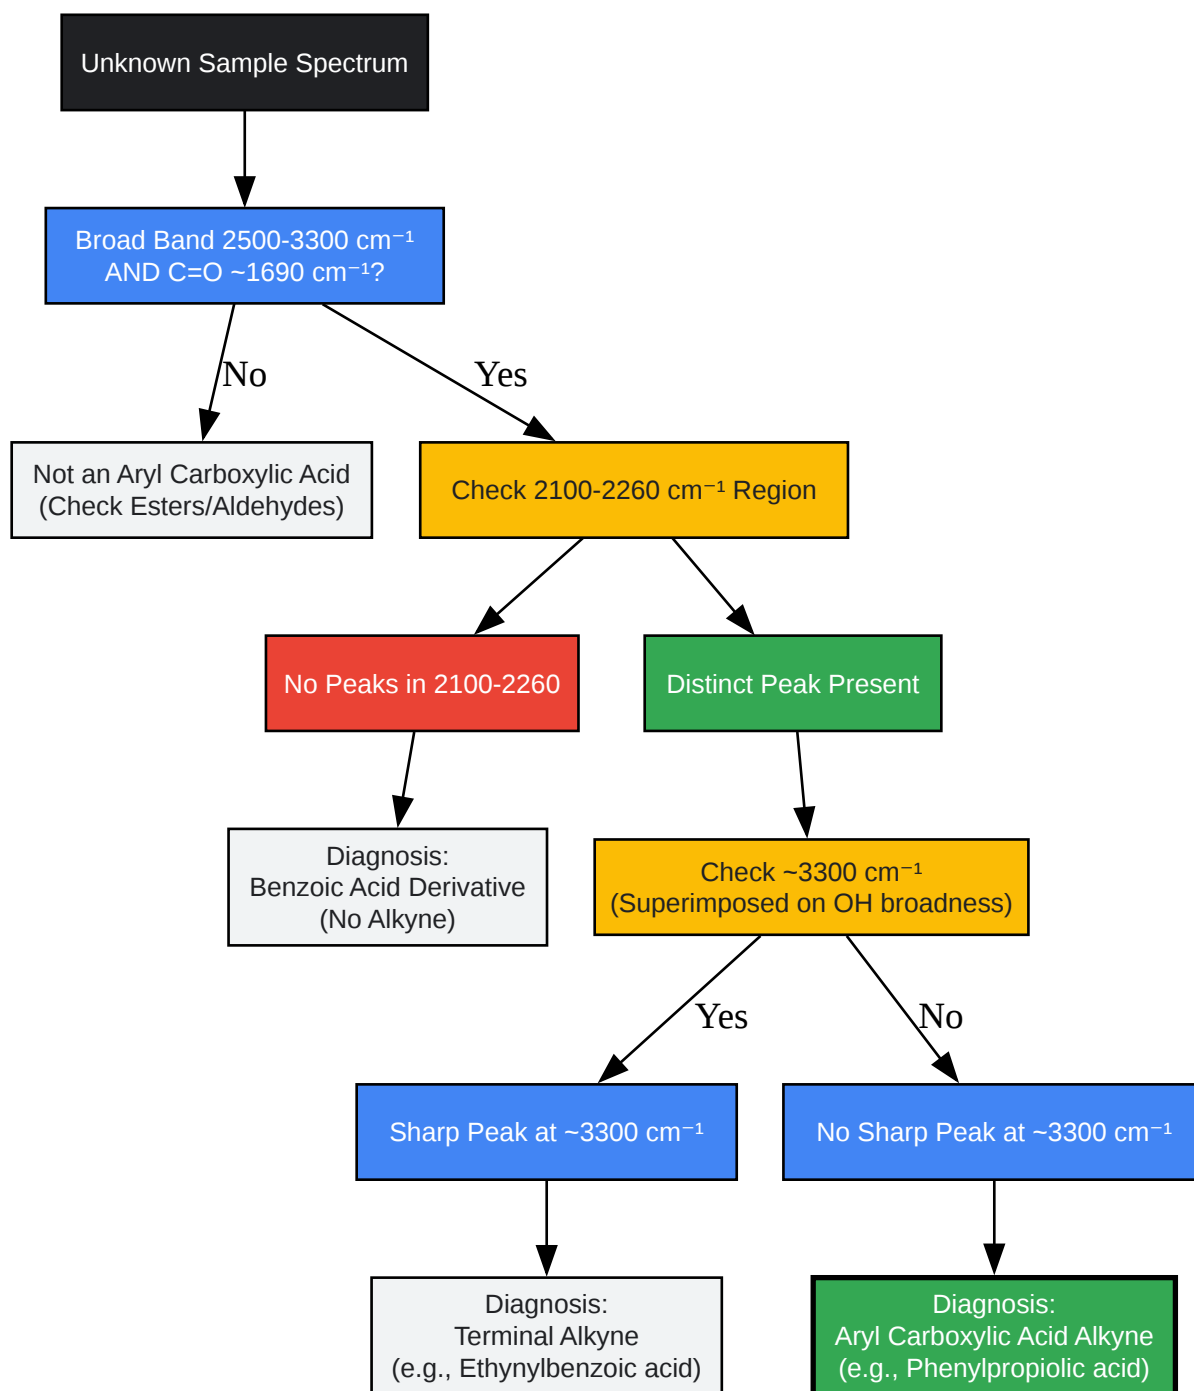 Unknown Sample Spectrum
Broad Band 2500-3300 cm⁻¹
AND C=O ~1690 cm⁻¹?
No
Yes
Not an Aryl Carboxylic Acid
(Check Esters/Aldehydes)
Check 2100-2260 cm⁻¹ Region
No Peaks in 2100-2260
Distinct Peak Present
Diagnosis:
Benzoic Acid Derivative
(No Alkyne)
Check ~3300 cm⁻¹
(Superimposed on OH broadness)
Yes
No
Sharp Peak at ~3300 cm⁻¹
No Sharp Peak at ~3300 cm⁻¹
Diagnosis:
Terminal Alkyne
(e.g., Ethynylbenzoic acid)
Diagnosis:
Aryl Carboxylic Acid Alkyne
(e.g., Phenylpropiolic acid)